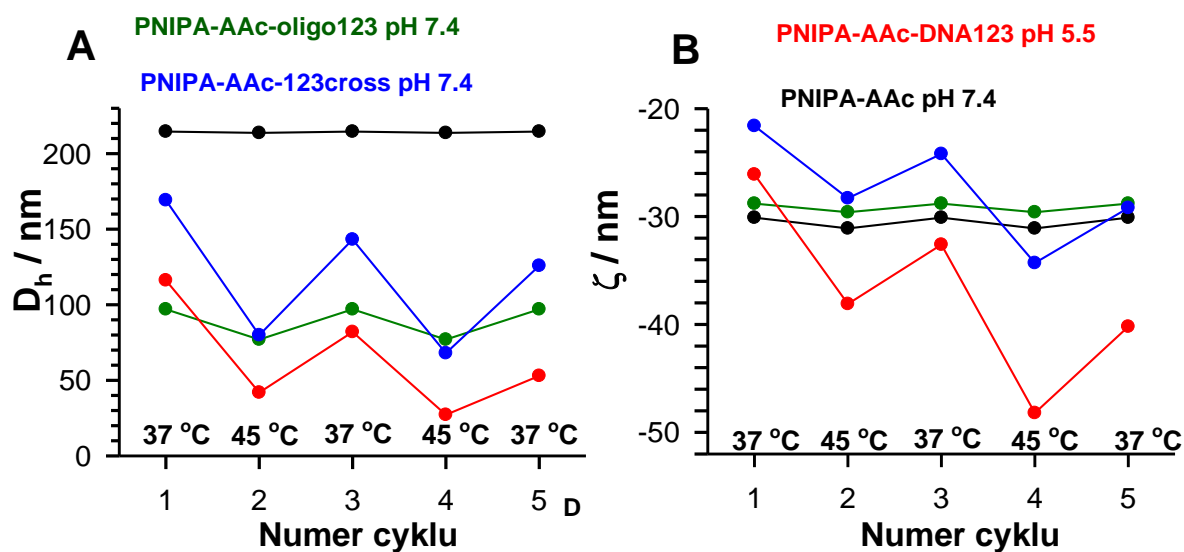 PNIPA-AAc-oligo123 pH 7.4
A
PNIPA-AAc-123cross pH 7.4
200
150
100
50
0
D_h / nm
37 °C
45 °C
37 °C
45 °C
37 °C
1
2
3
4
5
D
Numer cyklu
PNIPA-AAc-DNA123 pH 5.5
B
PNIPA-AAc pH 7.4
-20
-30
-40
-50
ζ / nm
37 °C
45 °C
37 °C
45 °C
37 °C
1
2
3
4
5
Numer cyklu